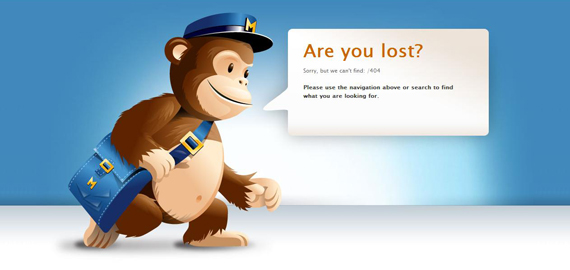 M
Are you lost?
Sorry, but we can't find: /404
Please use the navigation above or search to find
what you are looking for.
M